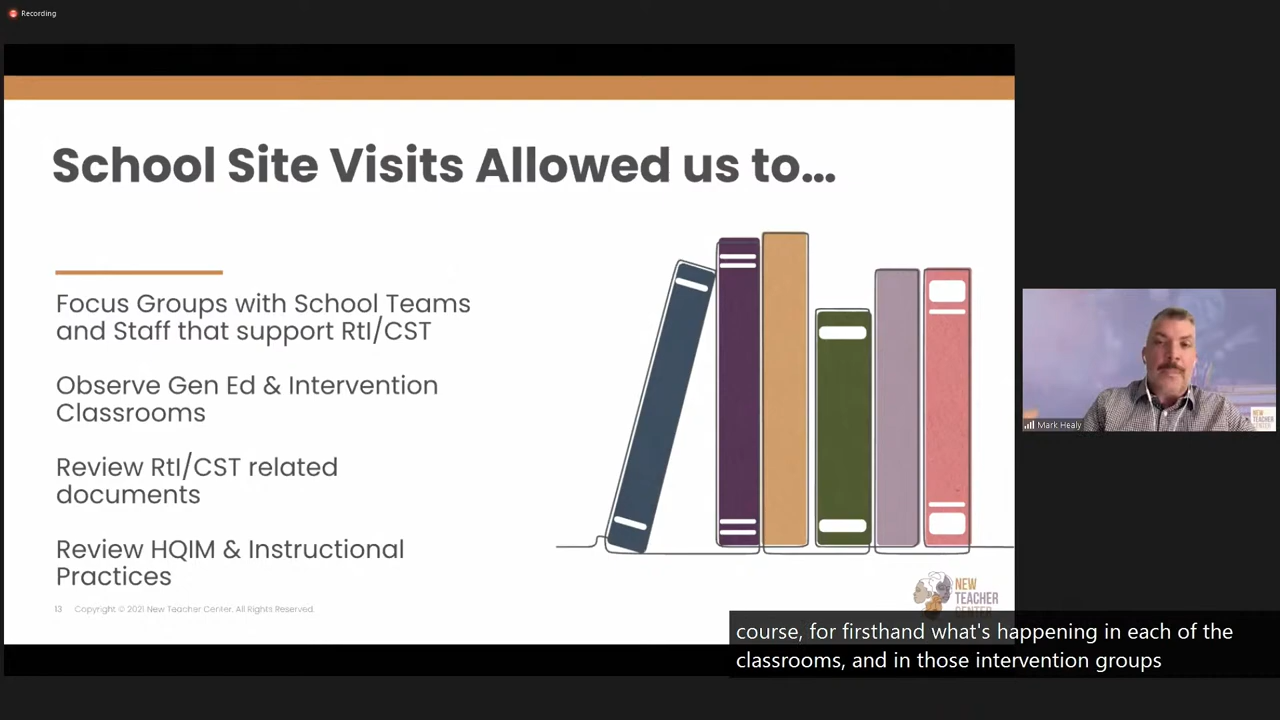 Recording
School Site Visits Allowed us to...
Focus Groups with School Teams
and Staff that support RtI/CST
Observe Gen Ed & Intervention
Classrooms
Review RtI/CST related
documents
Review HQIM & Instructional
Practices
13 Copyright © 2021 New Teacher Center. All Rights Reserved.
NEW
TEACHER
CENTER
Mark Healy
NEW
TEACHER
CENTER
course, for firsthand what's happening in each of the
classrooms, and in those intervention groups